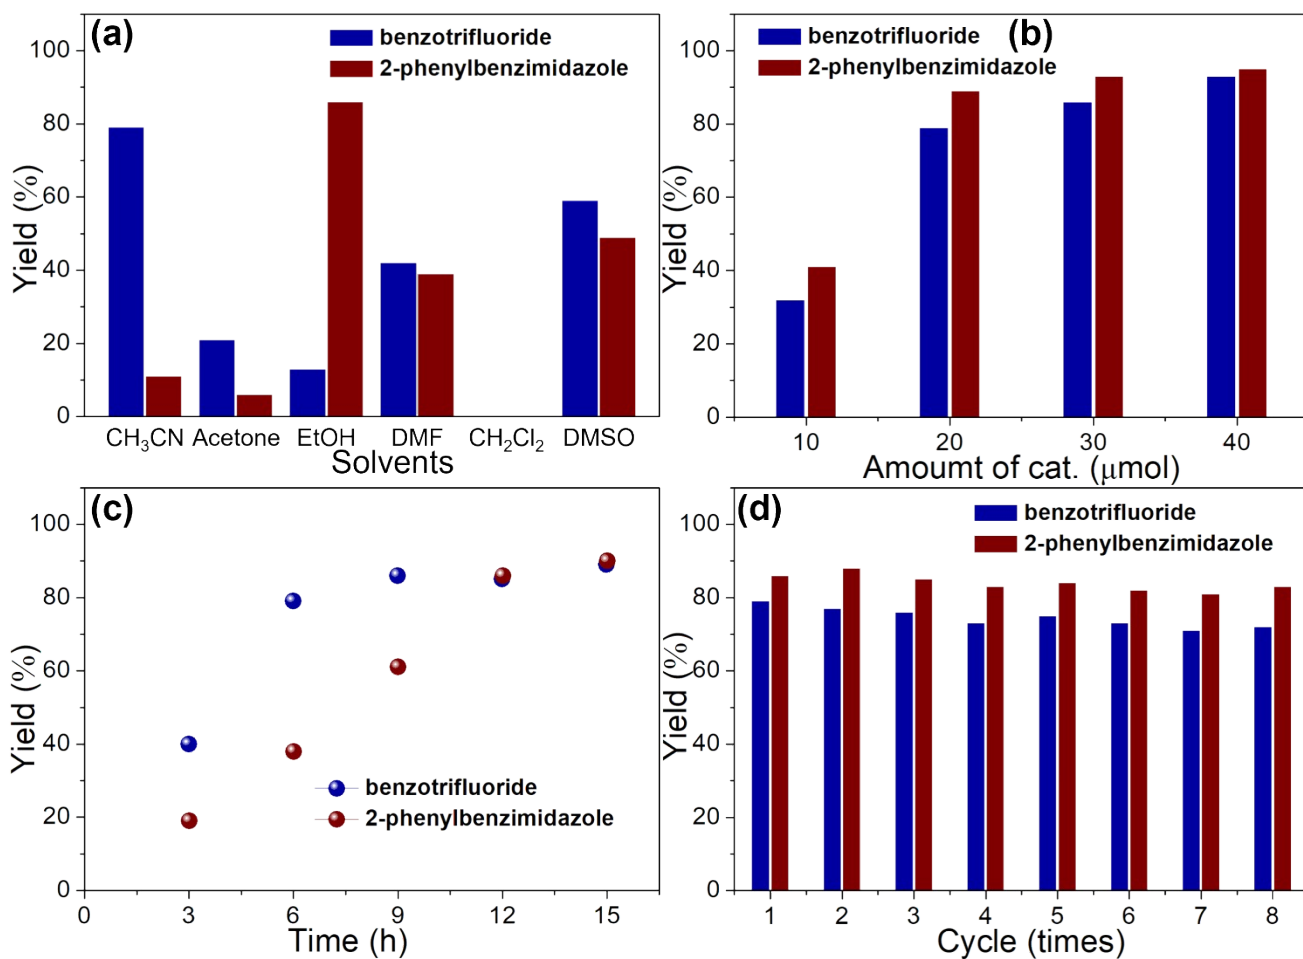 (a)
benzotrifluoride
2-phenylbenzimidazole
100
80
60
40
20
0
Yield (%)
CH₃CN Acetone EtOH DMF CH₂Cl₂ DMSO
Solvents
(b)
benzotrifluoride
2-phenylbenzimidazole
100
80
60
40
20
0
Yield (%)
10 20 30 40
Amoumt of cat. (μmol)
(c)
100
80
60
40
20
0
Yield (%)
benzotrifluoride
2-phenylbenzimidazole
0 3 6 9 12 15
Time (h)
(d)
benzotrifluoride
2-phenylbenzimidazole
100
80
60
40
20
0
Yield (%)
1 2 3 4 5 6 7 8
Cycle (times)